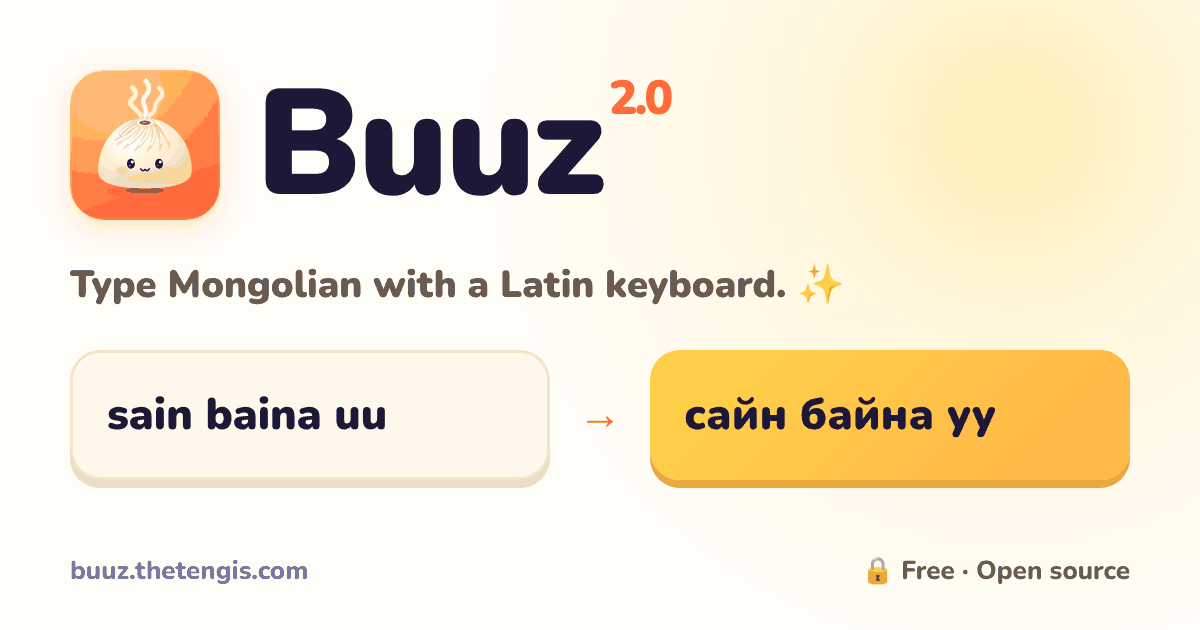 Buuz 2.0
Type Mongolian with a Latin keyboard. ✨
sain baina uu → сайн байна уу
buuz.thetengis.com
🔒 Free · Open source